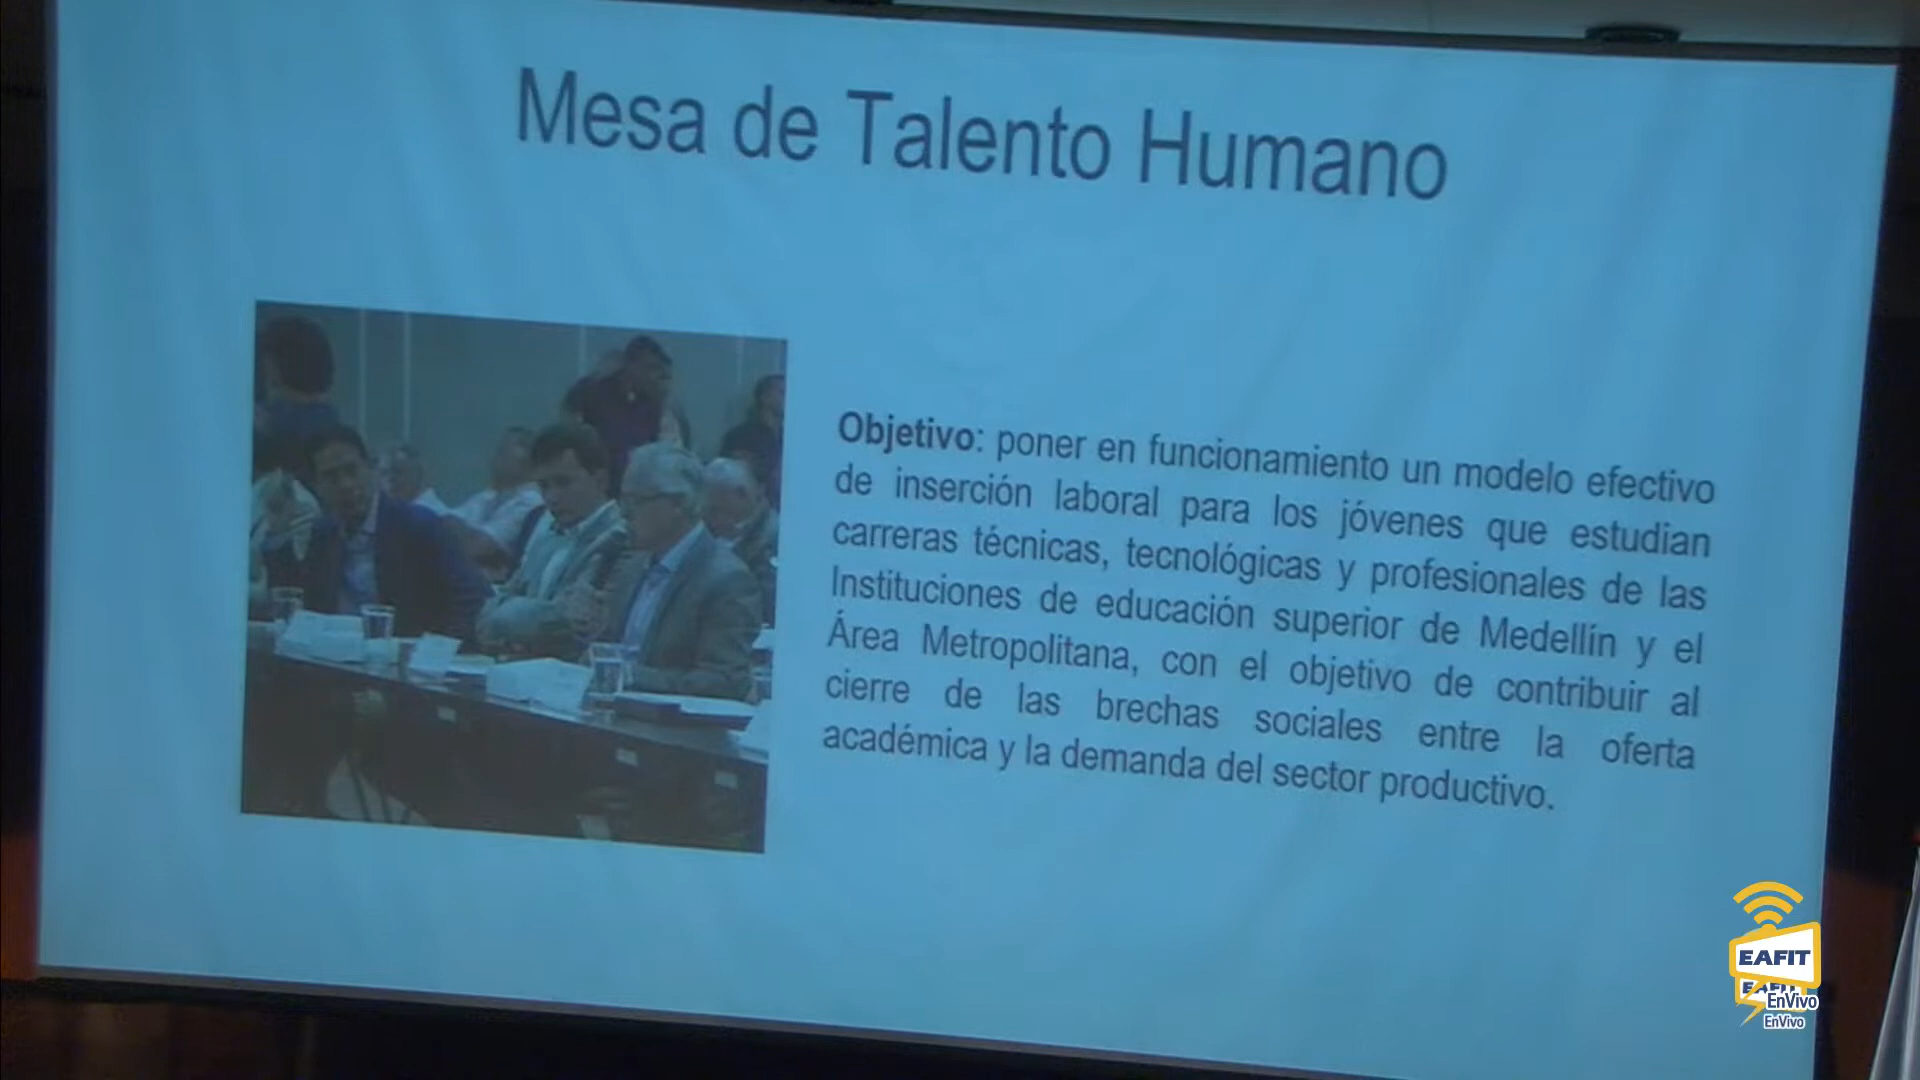 Mesa de Talento Humano
Objetivo: poner en funcionamiento un modelo efectivo
de inserción laboral para los jóvenes que estudian
carreras técnicas, tecnológicas y profesionales de las
Instituciones de educación superior de Medellín y el
Área Metropolitana, con el objetivo de contribuir al
cierre de las brechas sociales entre la oferta
académica y la demanda del sector productivo.
EAFIT
EAFIT
EnVivo
EnVivo